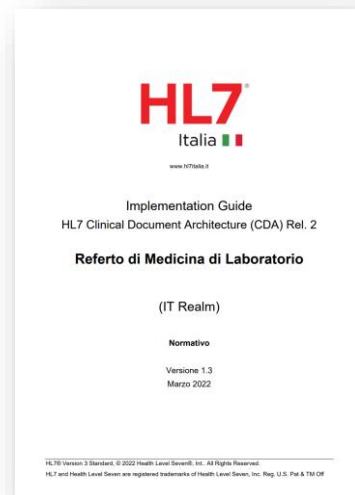 HL7®
Italia
www.hl7italia.it
Implementation Guide
HL7 Clinical Document Architecture (CDA) Rel. 2
Referto di Medicina di Laboratorio
(IT Realm)
Normativo
Versione 1.3
Marzo 2022
HL7® Version 3 Standard, © 2022 Health Level Seven®, Int.. All Rights Reserved.
HL7 and Health Level Seven are registered trademarks of Health Level Seven, Inc. Reg. U.S. Pat & TM Off